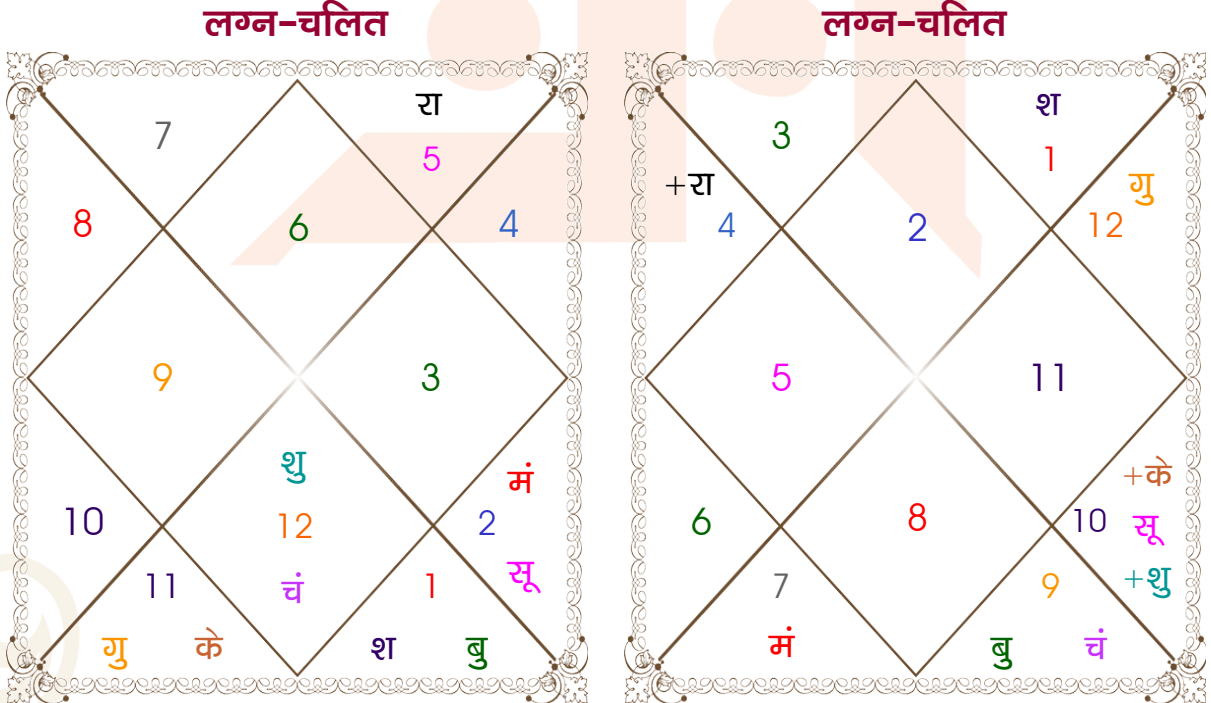 लग्न-चलित
रा
7
5
8
6
4
9
3
शु
मं
10
12
2
11
चं
1
सू
गु
के
श
बु
लग्न-चलित
श
3
1
+रा
गु
4
2
12
5
11
+के
6
8
10
सू
7
9
+शु
मं
बु
चं